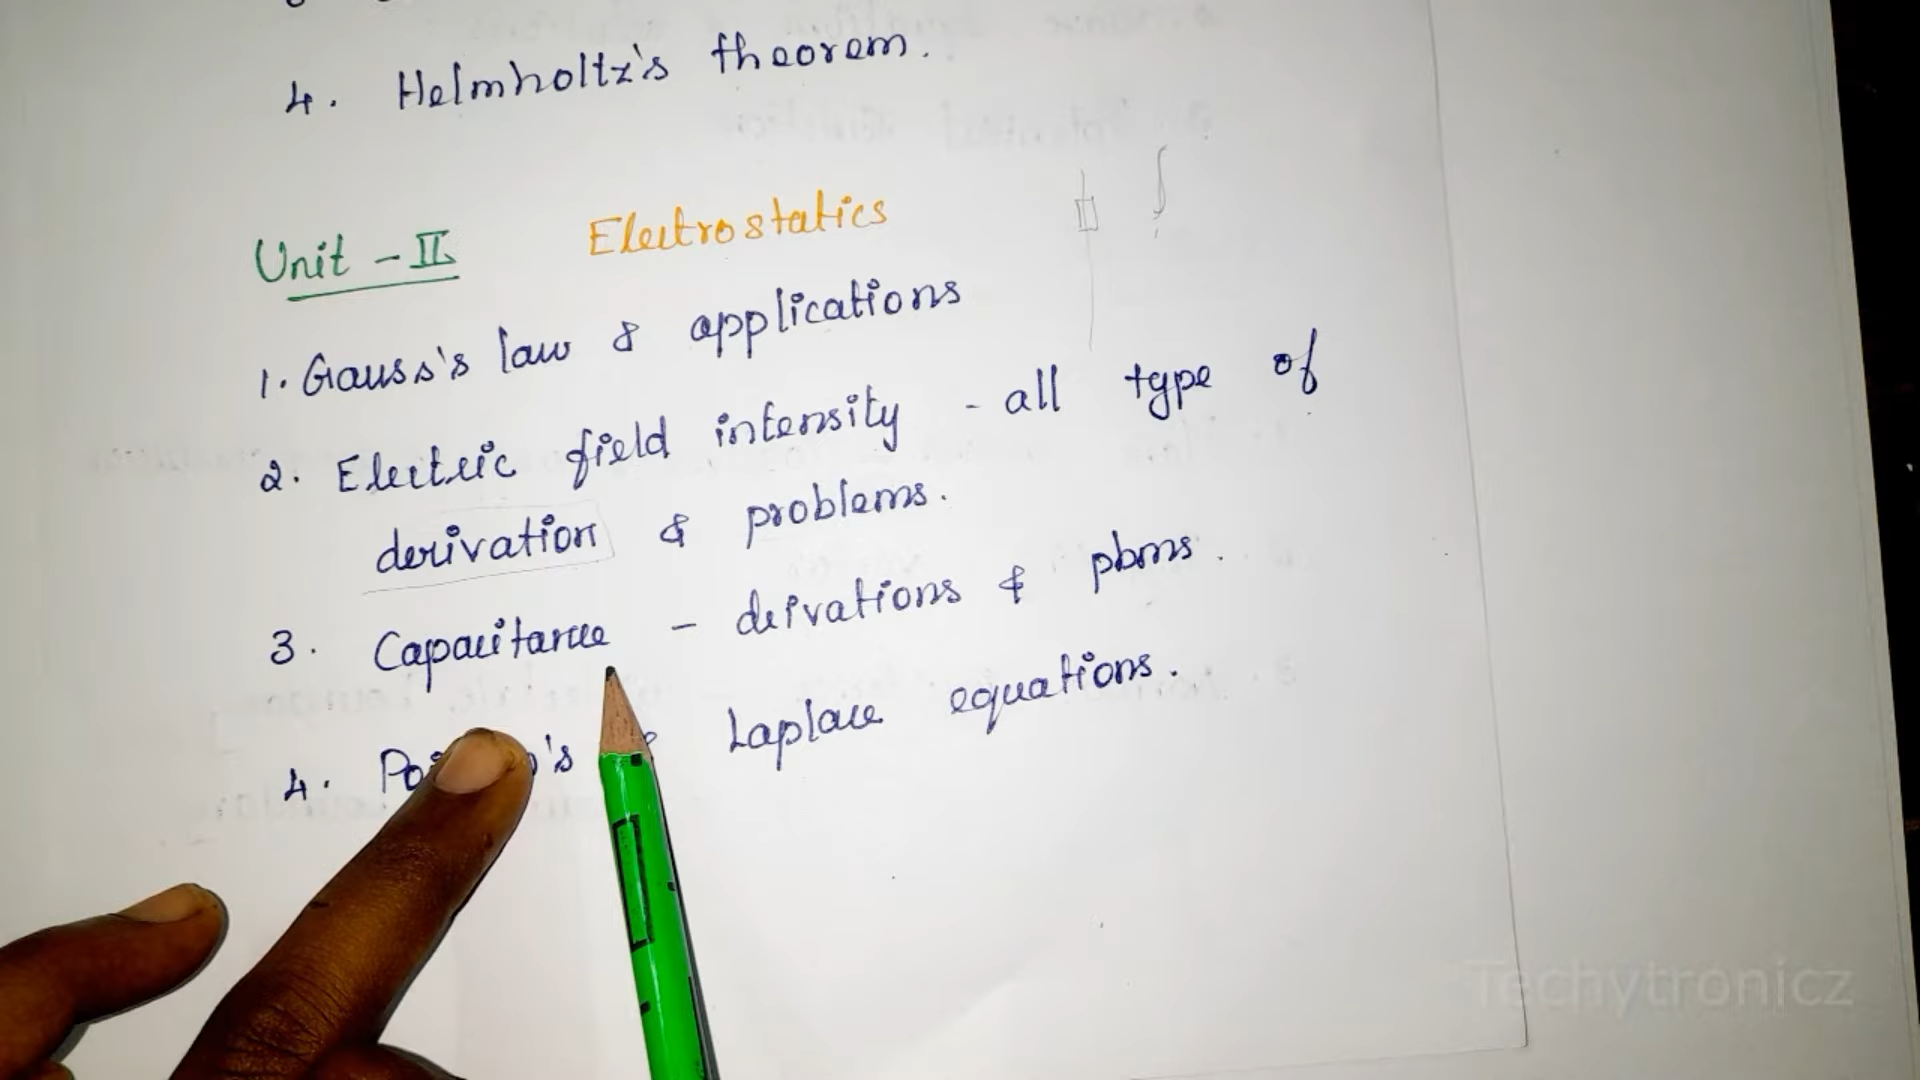 4. Helmholtz's theorem.
Unit - II Electrostatics
1. Gauss's law & applications
2. Electric field intensity - all type of
derivation & problems.
3. Capacitance - derivations & pbms.
4. Laplace equations.
Techytronicz